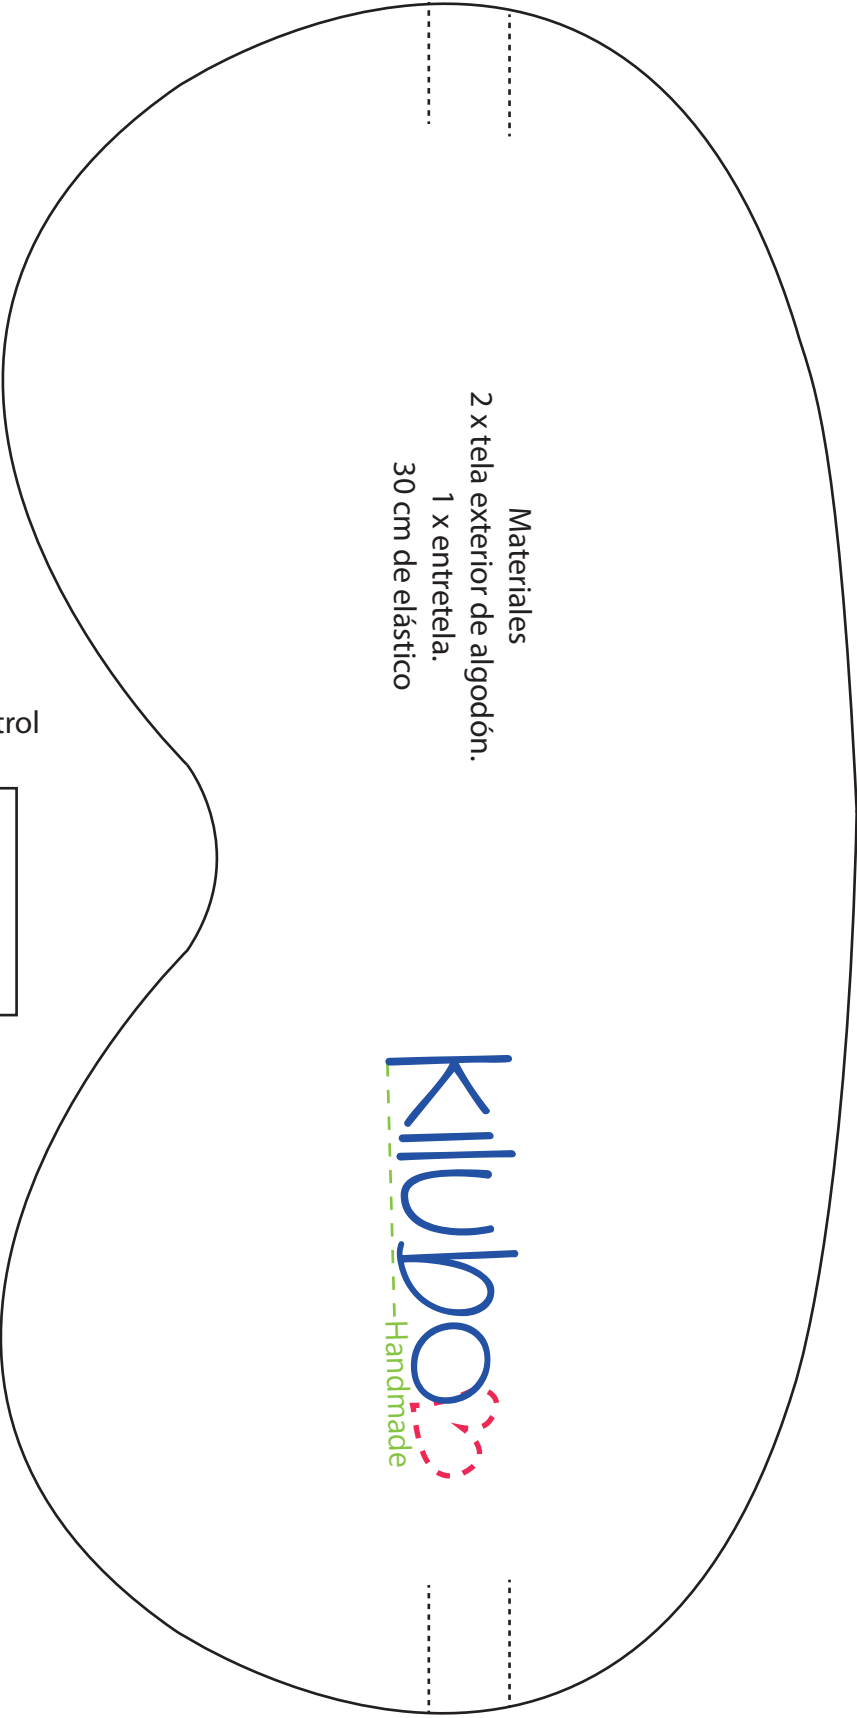 Materiales
2 x tela exterior de algodón.
1 x entretela.
30 cm de elástico
trol
Kilubo
Handmade